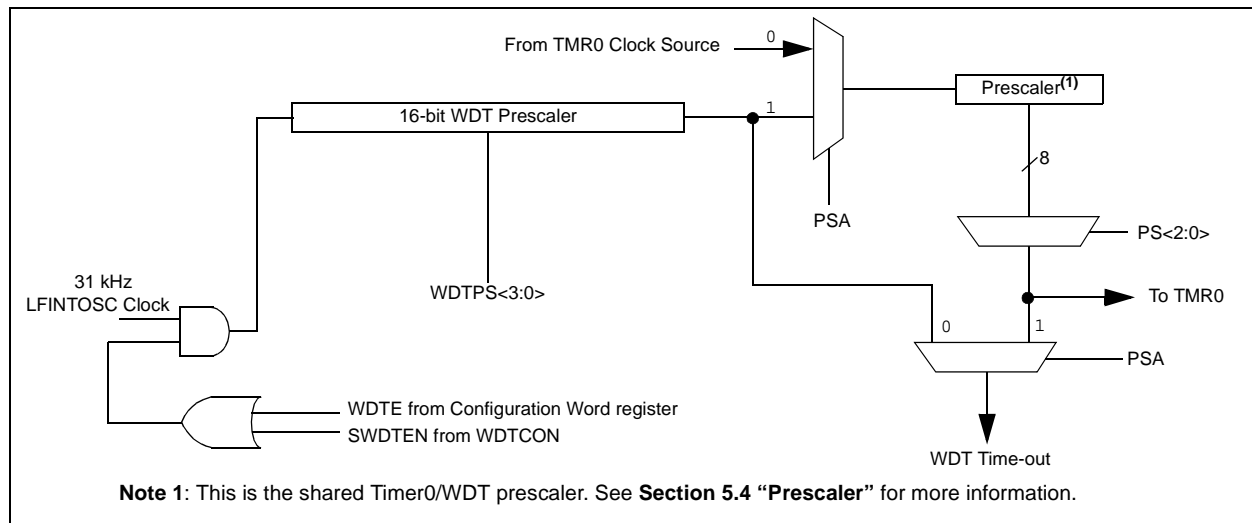 From TMR0 Clock Source
0
Prescaler(1)
16-bit WDT Prescaler
1
8
PSA
PS<2:0>
31 kHz
LFINTOSC Clock
WDTPS<3:0>
To TMR0
0
1
PSA
WDTE from Configuration Word register
SWDTEN from WDTCON
WDT Time-out
Note 1: This is the shared Timer0/WDT prescaler. See Section 5.4 “Prescaler” for more information.